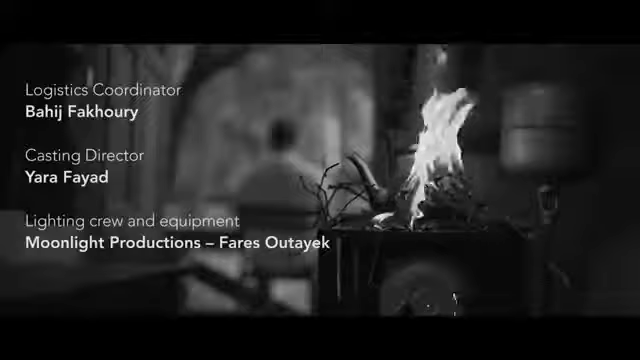 Logistics Coordinator
Bahij Fakhoury
Casting Director
Yara Fayad
Lighting crew and equipment
Moonlight Productions – Fares Outayek